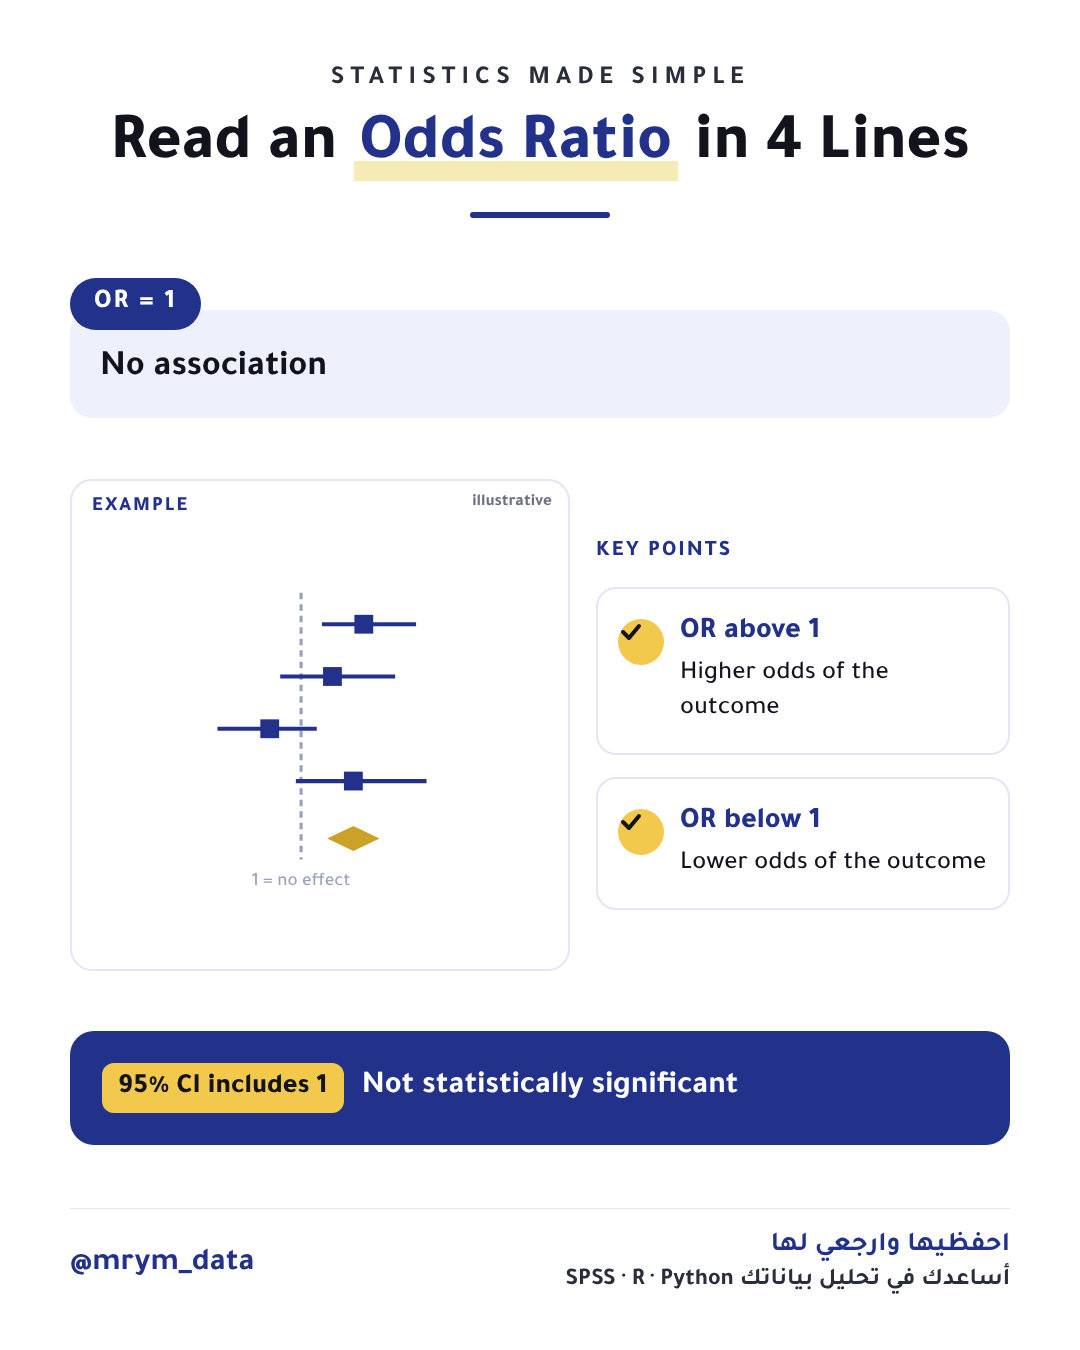 STATISTICS MADE SIMPLE
Read an Odds Ratio in 4 Lines
OR = 1
No association
EXAMPLE
illustrative
1 = no effect
KEY POINTS
OR above 1
Higher odds of the
outcome
OR below 1
Lower odds of the outcome
95% CI includes 1
Not statistically significant
@mrym_data
احفظيها وارجعي لها
أساعدك في تحليل بياناتك SPSS · R · Python